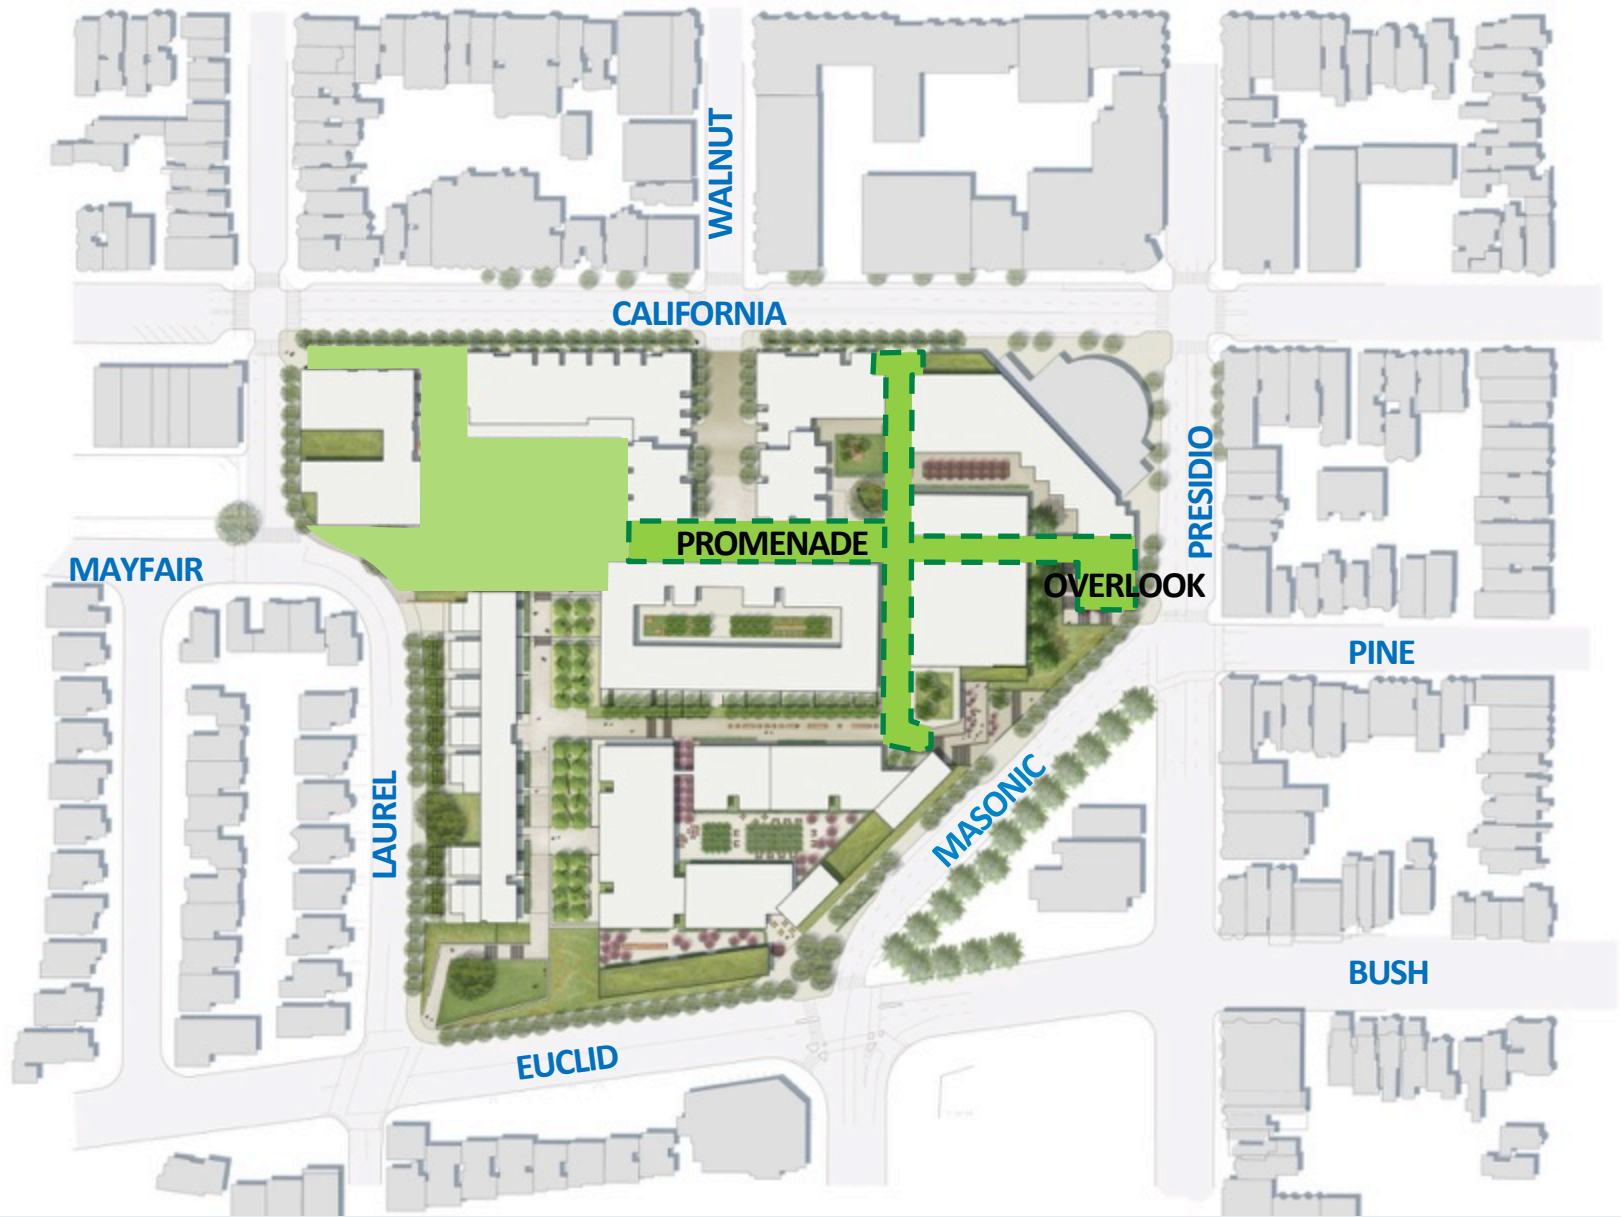 WALNUT
CALIFORNIA
PRESIDIO
PROMENADE
MAYFAIR
OVERLOOK
PINE
LAUREL
MASONIC
BUSH
EUCLID